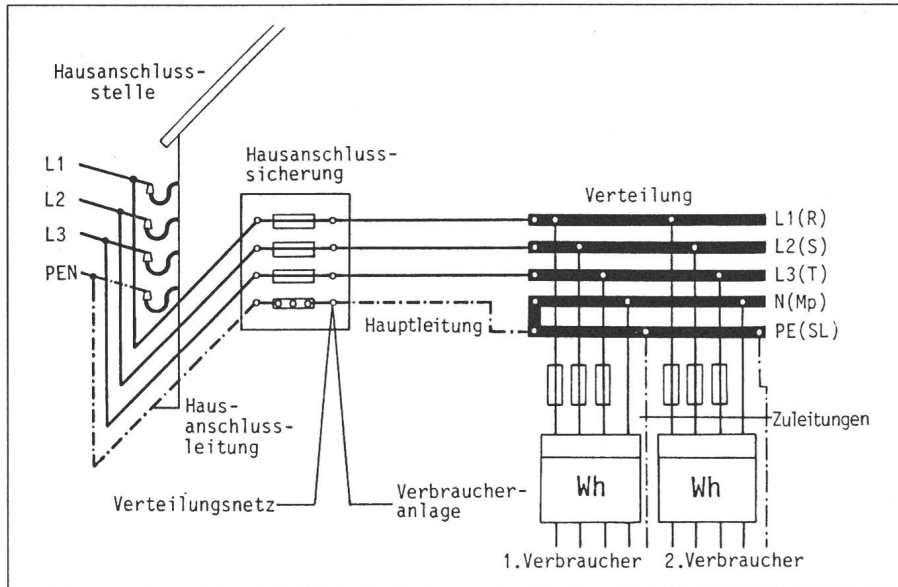 Hausanschluss-
stelle
L1
L2
L3
PEN
Hausanschluss-
sicherung
Verteilung
L1(R)
L2(S)
L3(T)
N(Mp)
PE(SL)
Hauptleitung
Haus-
anschluss-
leitung
Zuleitungen
Wh
Wh
Verteilungsnetz
Verbraucher-
anlage
1.Verbraucher
2.Verbraucher